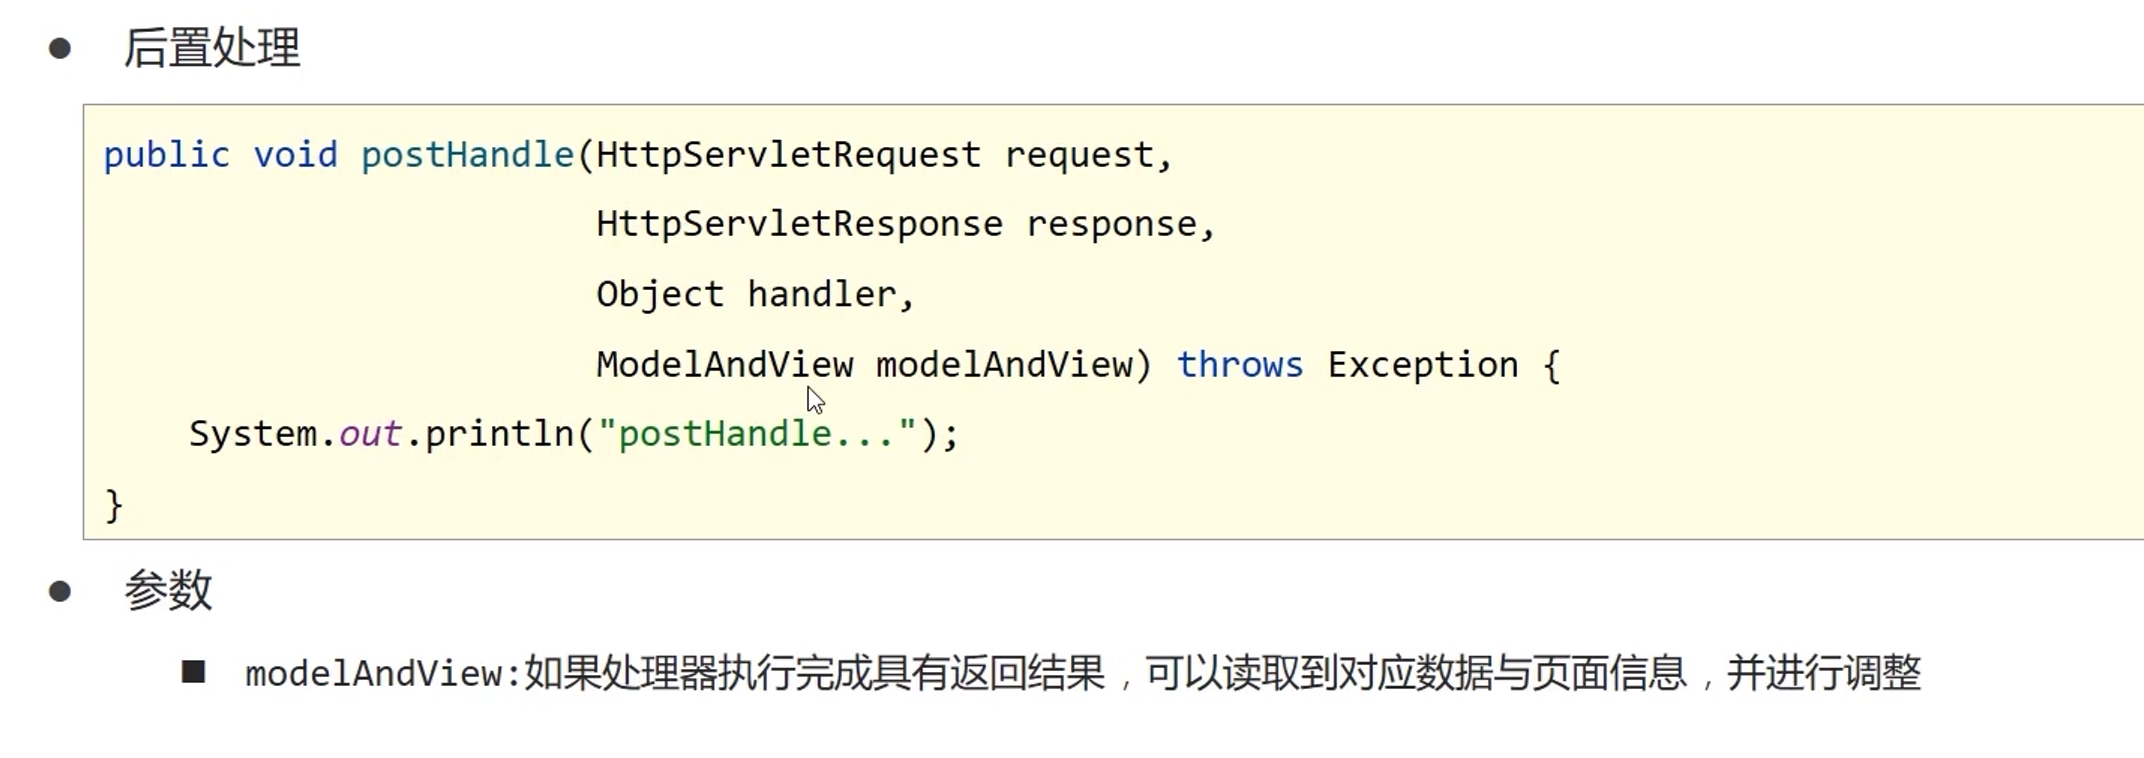 ● 后置处理
public void postHandle(HttpServletRequest request,
HttpServletResponse response,
Object handler,
ModelAndView modelAndView) throws Exception {
System.out.println("postHandle...");
}
● 参数
■ modelAndView:如果处理器执行完成具有返回结果，可以读取到对应数据与页面信息，并进行调整